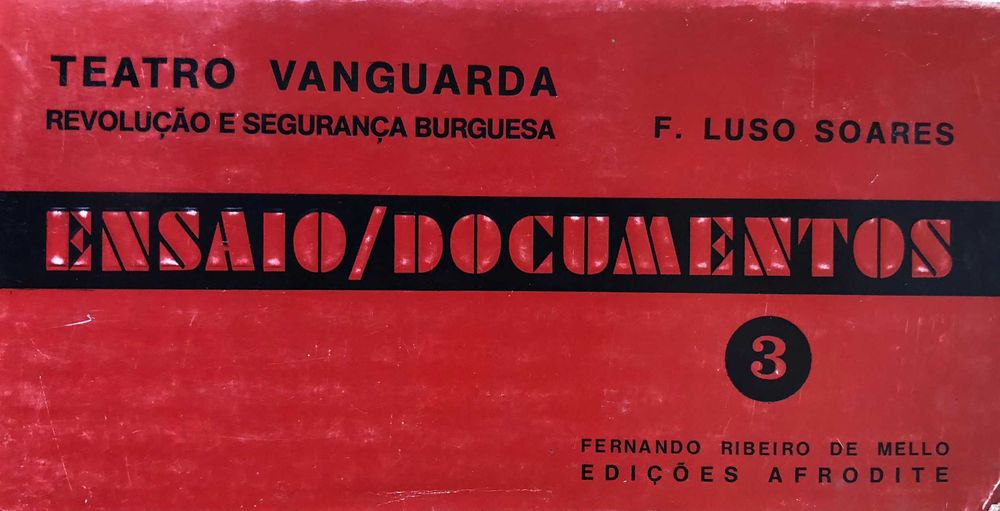 TEATRO VANGUARDA
REVOLUÇÃO E SEGURANÇA BURGUESA
F. LUSO SOARES
ENSAIO/DOCUMENTOS
3
FERNANDO RIBEIRO DE MELLO
EDIÇÕES AFRODITE